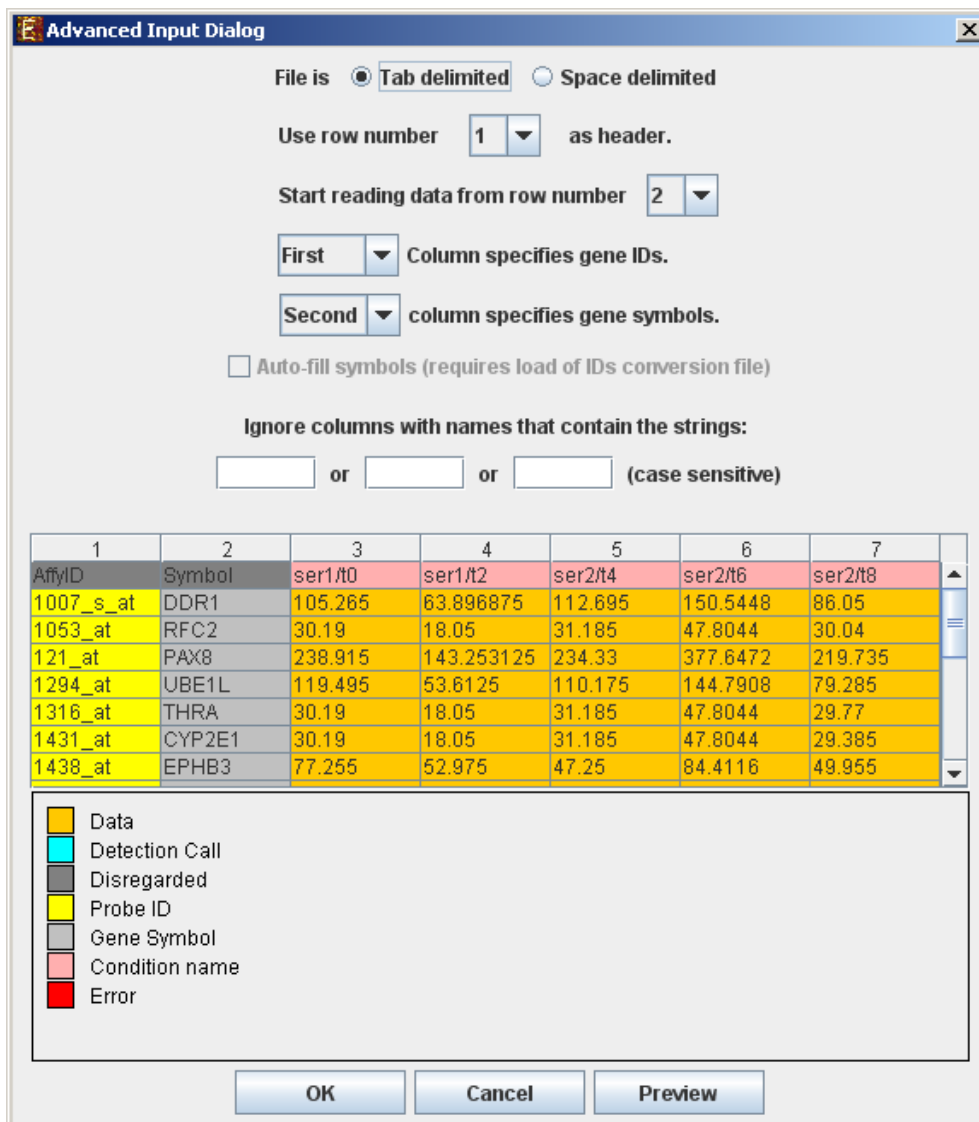 Advanced Input Dialog
File is Tab delimited Space delimited
Use row number 1 as header.
Start reading data from row number 2
First Column specifies gene IDs.
Second column specifies gene symbols.
Auto-fill symbols (requires load of IDs conversion file)
Ignore columns with names that contain the strings:
or or (case sensitive)
1 2 3 4 5 6 7
AffyID Symbol ser1/t0 ser1/t2 ser2/t4 ser2/t6 ser2/t8
1007_s_at DDR1 105.265 63.896875 112.695 150.5448 86.05
1053_at RFC2 30.19 18.05 31.185 47.8044 30.04
121_at PAX8 238.915 143.253125 234.33 377.6472 219.735
1294_at UBE1L 119.495 53.6125 110.175 144.7908 79.285
1316_at THRA 30.19 18.05 31.185 47.8044 29.77
1431_at CYP2E1 30.19 18.05 31.185 47.8044 29.385
1438_at EPHB3 77.255 52.975 47.25 84.4116 49.955
Data
Detection Call
Disregarded
Probe ID
Gene Symbol
Condition name
Error
OK Cancel Preview